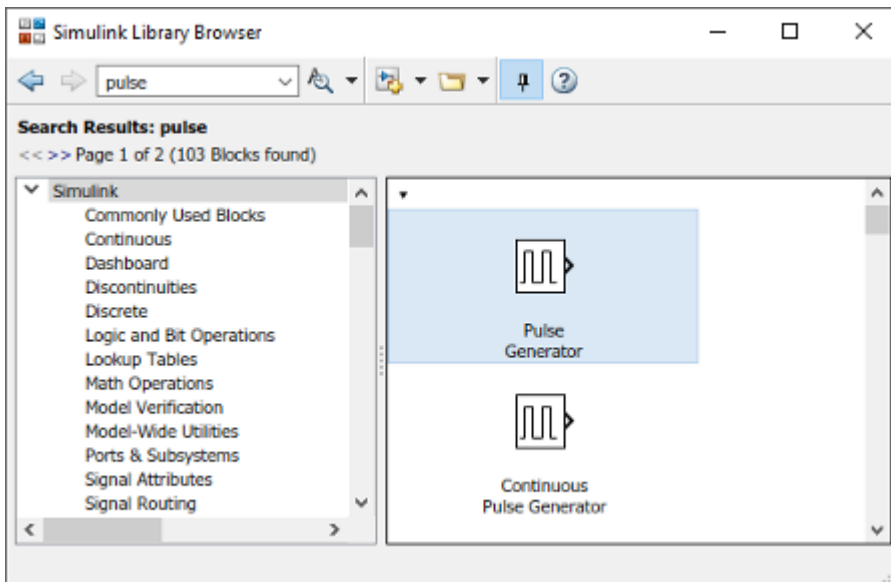 Simulink Library Browser
pulse
Search Results: pulse
<< >> Page 1 of 2 (103 Blocks found)
Simulink
Commonly Used Blocks
Continuous
Dashboard
Discontinuities
Discrete
Logic and Bit Operations
Lookup Tables
Math Operations
Model Verification
Model-Wide Utilities
Ports & Subsystems
Signal Attributes
Signal Routing
Pulse
Generator
Continuous
Pulse Generator